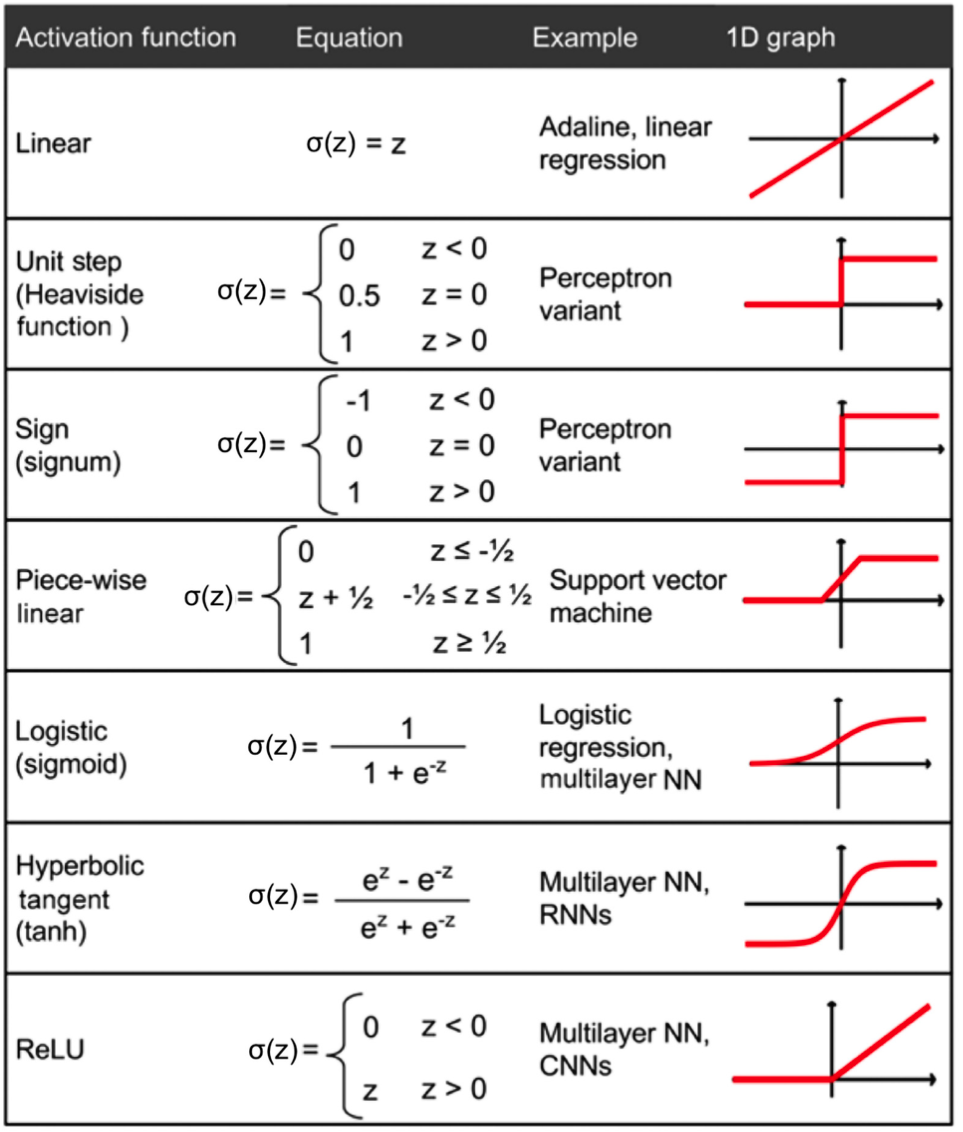 Activation function Equation Example 1D graph
Linear σ(z) = z Adaline, linear
regression
Unit step
(Heaviside
function )
σ(z)=
0 z < 0
0.5 z = 0
1 z > 0
Perceptron
variant
Sign
(signum)
σ(z)=
-1 z < 0
0 z = 0
1 z > 0
Perceptron
variant
Piece-wise
linear
σ(z)=
0 z ≤ -½
z + ½ -½ ≤ z ≤ ½
1 z ≥ ½
Support vector
machine
Logistic
(sigmoid)
σ(z)=
1
1 + e-z
Logistic
regression,
multilayer NN
Hyperbolic
tangent
(tanh)
σ(z)=
ez - e-z
ez + e-z
Multilayer NN,
RNNs
ReLU
σ(z)=
0 z < 0
z z > 0
Multilayer NN,
CNNs